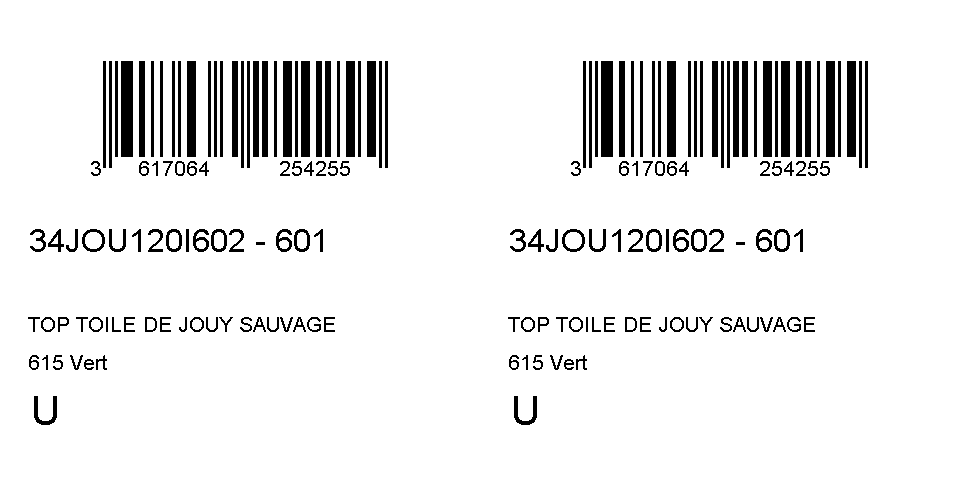 3 617064 254255
34JOU120I602 - 601
TOP TOILE DE JOUY SAUVAGE
615 Vert
U
3 617064 254255
34JOU120I602 - 601
TOP TOILE DE JOUY SAUVAGE
615 Vert
U